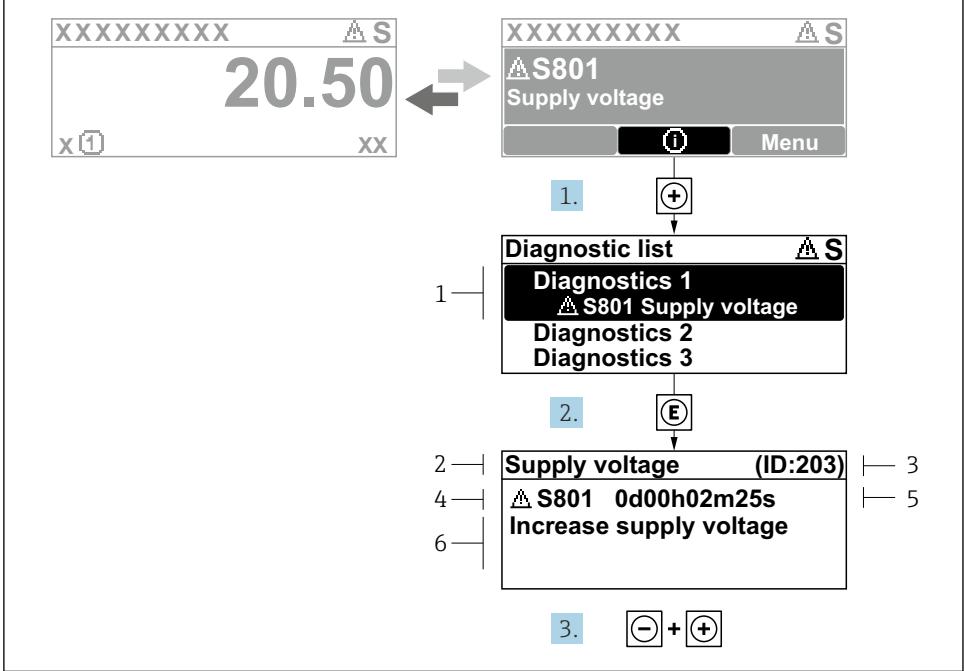 XXXXXXXXX ⚠ S
20.50
x ① xx
XXXXXXXXX ⚠ S
⚠ S801
Supply voltage
ⓘ Menu
1. +
Diagnostic list ⚠ S
1
Diagnostics 1
⚠ S801 Supply voltage
Diagnostics 2
Diagnostics 3
2. E
2 Supply voltage (ID:203) 3
4 ⚠ S801 0d00h02m25s 5
6 Increase supply voltage
3. − + +